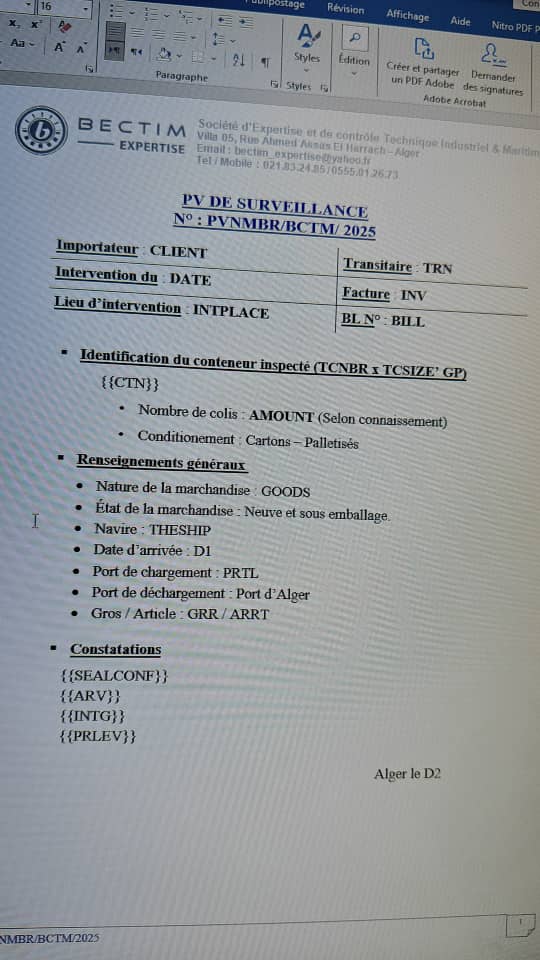 16
Publipostage
Révision
Affichage
Aide
Nitro PDF P
Aa
A A
Paragraphe
Styles
Styles
Édition
Créer et partager
un PDF Adobe
Demander
des signatures
Adobe Acrobat
BECTIM
EXPERTISE
Société d'Expertise et de contrôle Technique Industriel & Maritim
Villa 05, Rue Ahmed Aissas El Harrach – Alger
Email : bectim_expertise@yahoo.fr
Tel / Mobile : 021.83.24.85 / 0555.01.26.73
PV DE SURVEILLANCE
N° : PVNMBR/BCTM/ 2025
Importateur : CLIENT
Transitaire : TRN
Intervention du : DATE
Facture : INV
Lieu d'intervention : INTPLACE
BL N° : BILL
▪ Identification du conteneur inspecté (TCNBR x TCSIZE' GP)
{{CTN}}
• Nombre de colis : AMOUNT (Selon connaissement)
• Conditionement : Cartons – Palletisés
▪ Renseignements généraux
• Nature de la marchandise : GOODS
• État de la marchandise : Neuve et sous emballage.
• Navire : THESHIP
• Date d'arrivée : D1
• Port de chargement : PRTL
• Port de déchargement : Port d'Alger
• Gros / Article : GRR / ARRT
▪ Constatations
{{SEALCONF}}
{{ARV}}
{{INTG}}
{{PRLEV}}
Alger le D2
NMBR/BCTM/2025
1